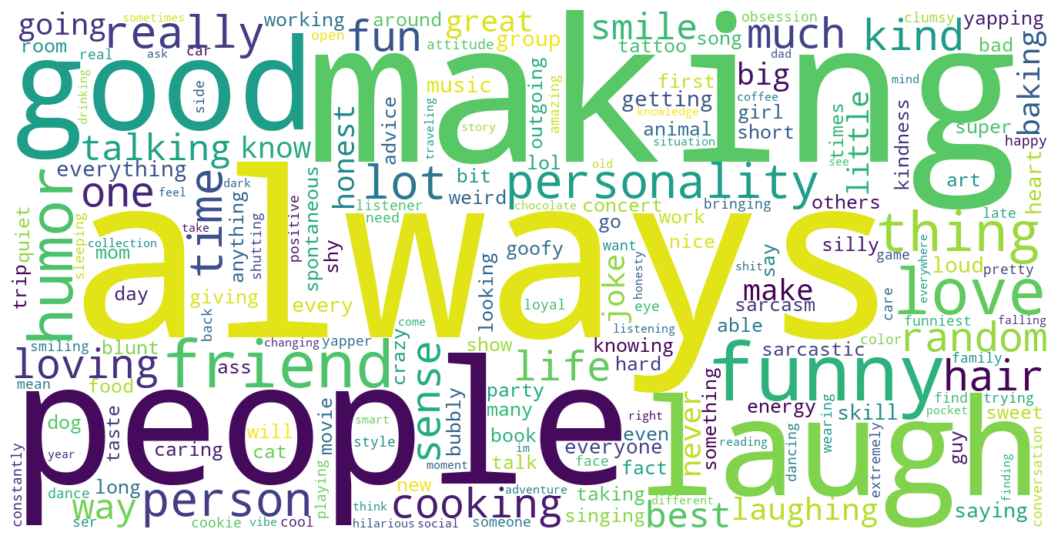 going
sometimes
really
working
open
fun
around
attitude
great
group
smile
tattoo
song
much
obsession
kind
clumsy
yapping
room
real
ask
car
drinking
side
good
making
music
advice
honest
traveling
story
outgoing
amazing
first
getting
knowledge
animal
situation
big
dad
coffee
girl
short
mind
bad
baking
super
happy
talking
know
everything
feel
one
time
dark
lot
listener
need
bit
weird
lol
old
personality
chocolate
concert
bringing
times
see
little
others
kindness
art
heart
humor
quiet
trip
mom
collection
sleeping
take
day
anything
shutting
back
giving
positive
spontaneous
shy
every
always
looking
goofy
go
loyal
want
eye
joke
work
nice
honesty
listening
shit
say
make
sarcasm
able
silly
game
care
thing
late
loud
pretty
everywhere
love
funniest
falling
random
smiling
loving
mean
blunt
food
friend
changing
ass
come
crazy
sense
show
life
knowing
hard
sarcastic
color
funny
family
hair
find
trying
pocket
sweet
people
dog
year
constantly
taste
caring
will
cat
smart
style
movie
bubbly
moment
party
many
book
im
talk
face
everyone
fact
even
right
never
something
energy
reading
dancing
wearing
skill
extremely
laugh
guy
finding
conversation
dance
ser
long
way
cookie
person
vibe
cool
playing
new
think
hilarious
social
cooking
adventure
someone
taking
singing
different
best
laughing
saying